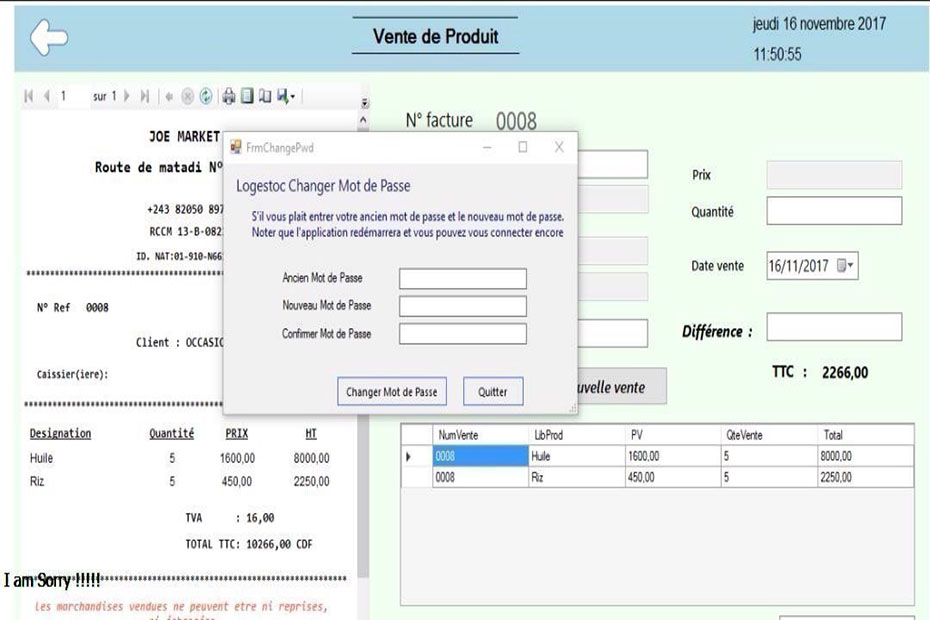 Vente de Produit
jeudi 16 novembre 2017
11:50:55
1 sur 1
JOE MARKET
Route de matadi N°
+243 82050 897
RCCM 13-B-082
ID. NAT:01-910-N66
N° Ref 0008
Client : OCCASIO
Caissier(iere):
Designation Quantité PRIX HT
Huile 5 1600,00 8000,00
Riz 5 450,00 2250,00
TVA : 16,00
TOTAL TTC: 10266,00 CDF
I am Sorry !!!!!
Les marchandises vendues ne peuvent etre ni reprises,
N° facture 0008
FrmChangePwd
Logestoc Changer Mot de Passe
S'il vous plait entrer votre ancien mot de passe et le nouveau mot de passe.
Noter que l'application redémarrera et vous pouvez vous connecter encore
Ancien Mot de Passe
Nouveau Mot de Passe
Confirmer Mot de Passe
Changer Mot de Passe Quitter
Prix
Quantité
Date vente 16/11/2017
Différence :
TTC : 2266,00
uvelle vente
NumVente LibProd PV QteVente Total
0008 Huile 1600,00 5 8000,00
0008 Riz 450,00 5 2250,00